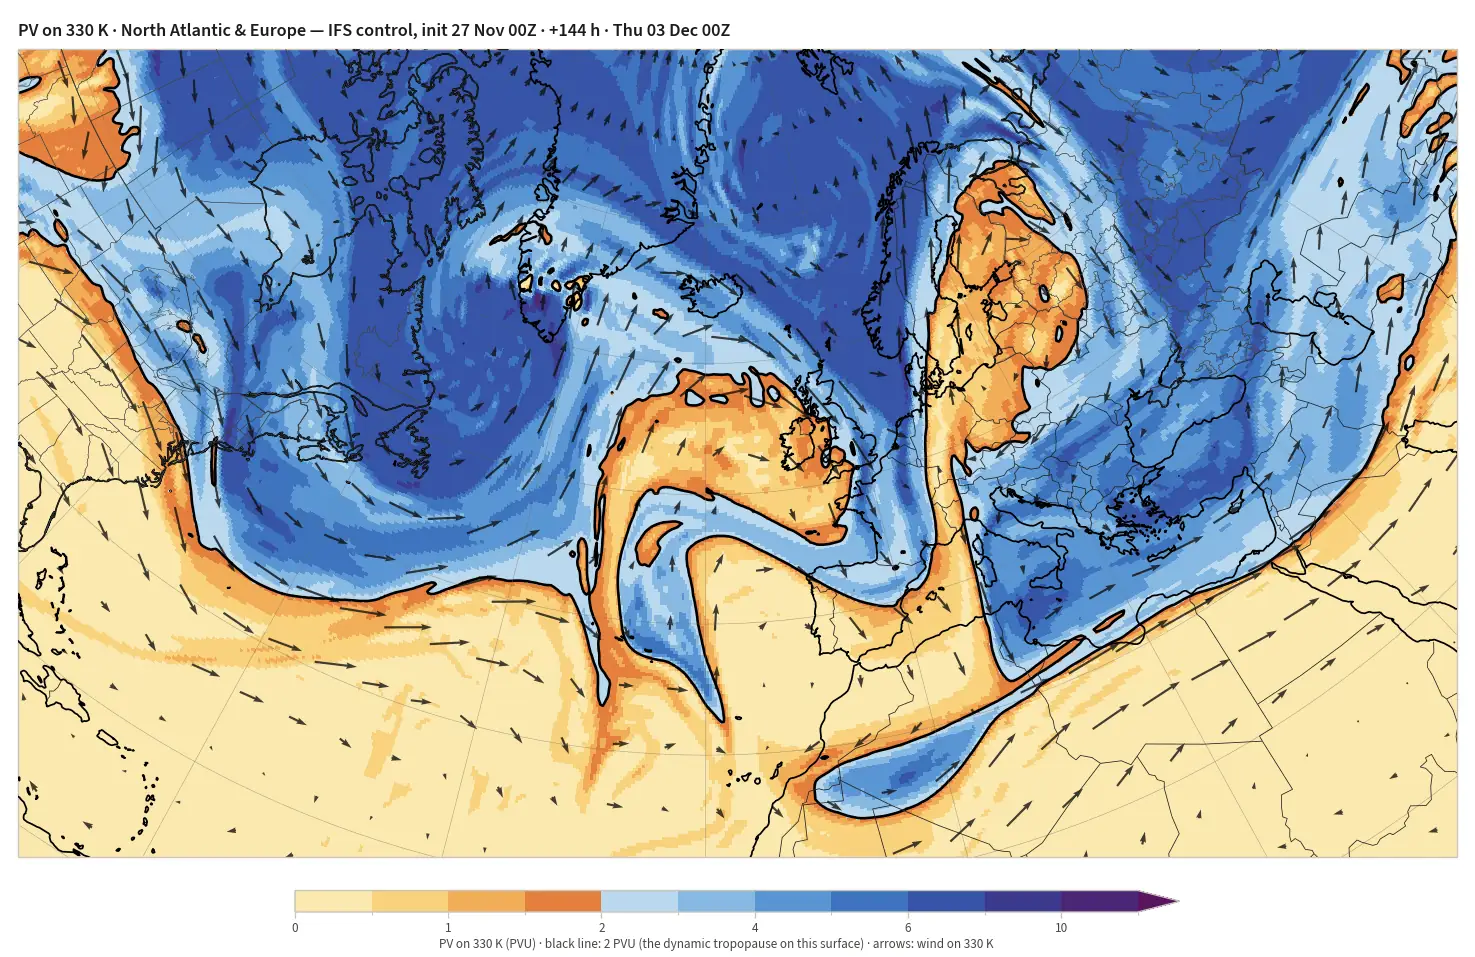 PV on 330 K · North Atlantic & Europe — IFS control, init 27 Nov 00Z · +144 h · Thu 03 Dec 00Z
0 1 2 4 6 10
PV on 330 K (PVU) · black line: 2 PVU (the dynamic tropopause on this surface) · arrows: wind on 330 K